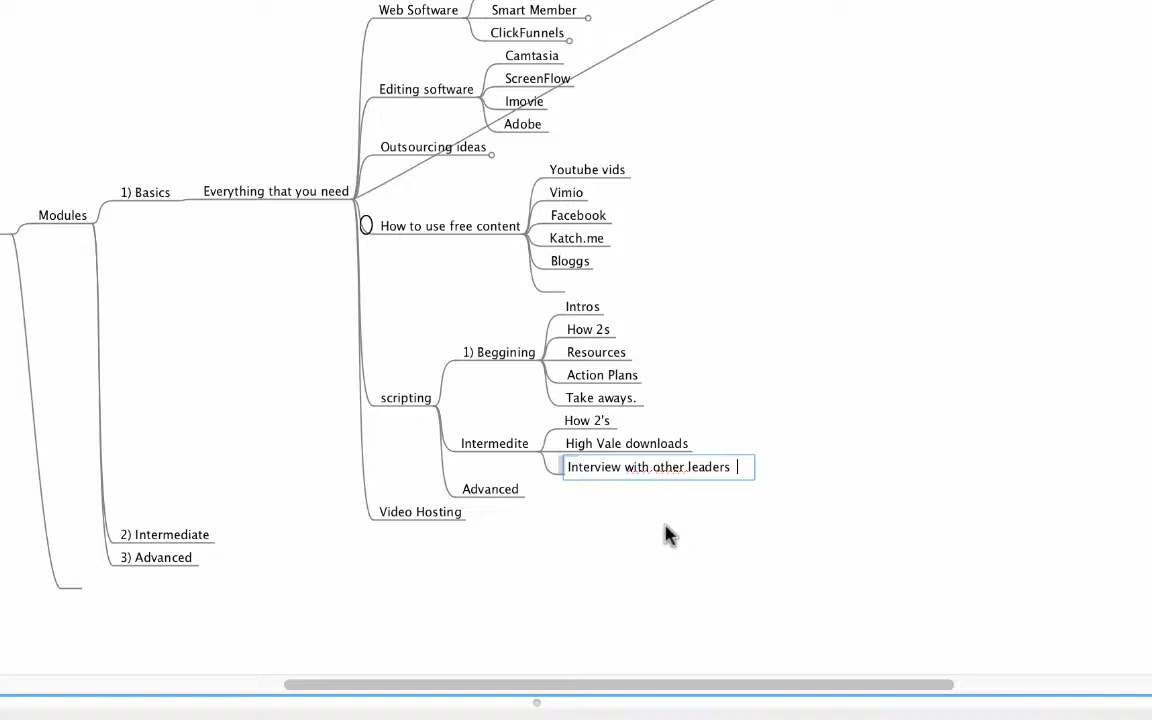 Web Software
Smart Member
ClickFunnels
Editing software
Camtasia
ScreenFlow
Imovie
Adobe
Outsourcing ideas
Modules
1) Basics
Everything that you need
How to use free content
Youtube vids
Vimio
Facebook
Katch.me
Bloggs
scripting
1) Beggining
Intros
How 2s
Resources
Action Plans
Take aways.
Intermedite
How 2's
High Vale downloads
Interview with other leaders
Advanced
Video Hosting
2) Intermediate
3) Advanced